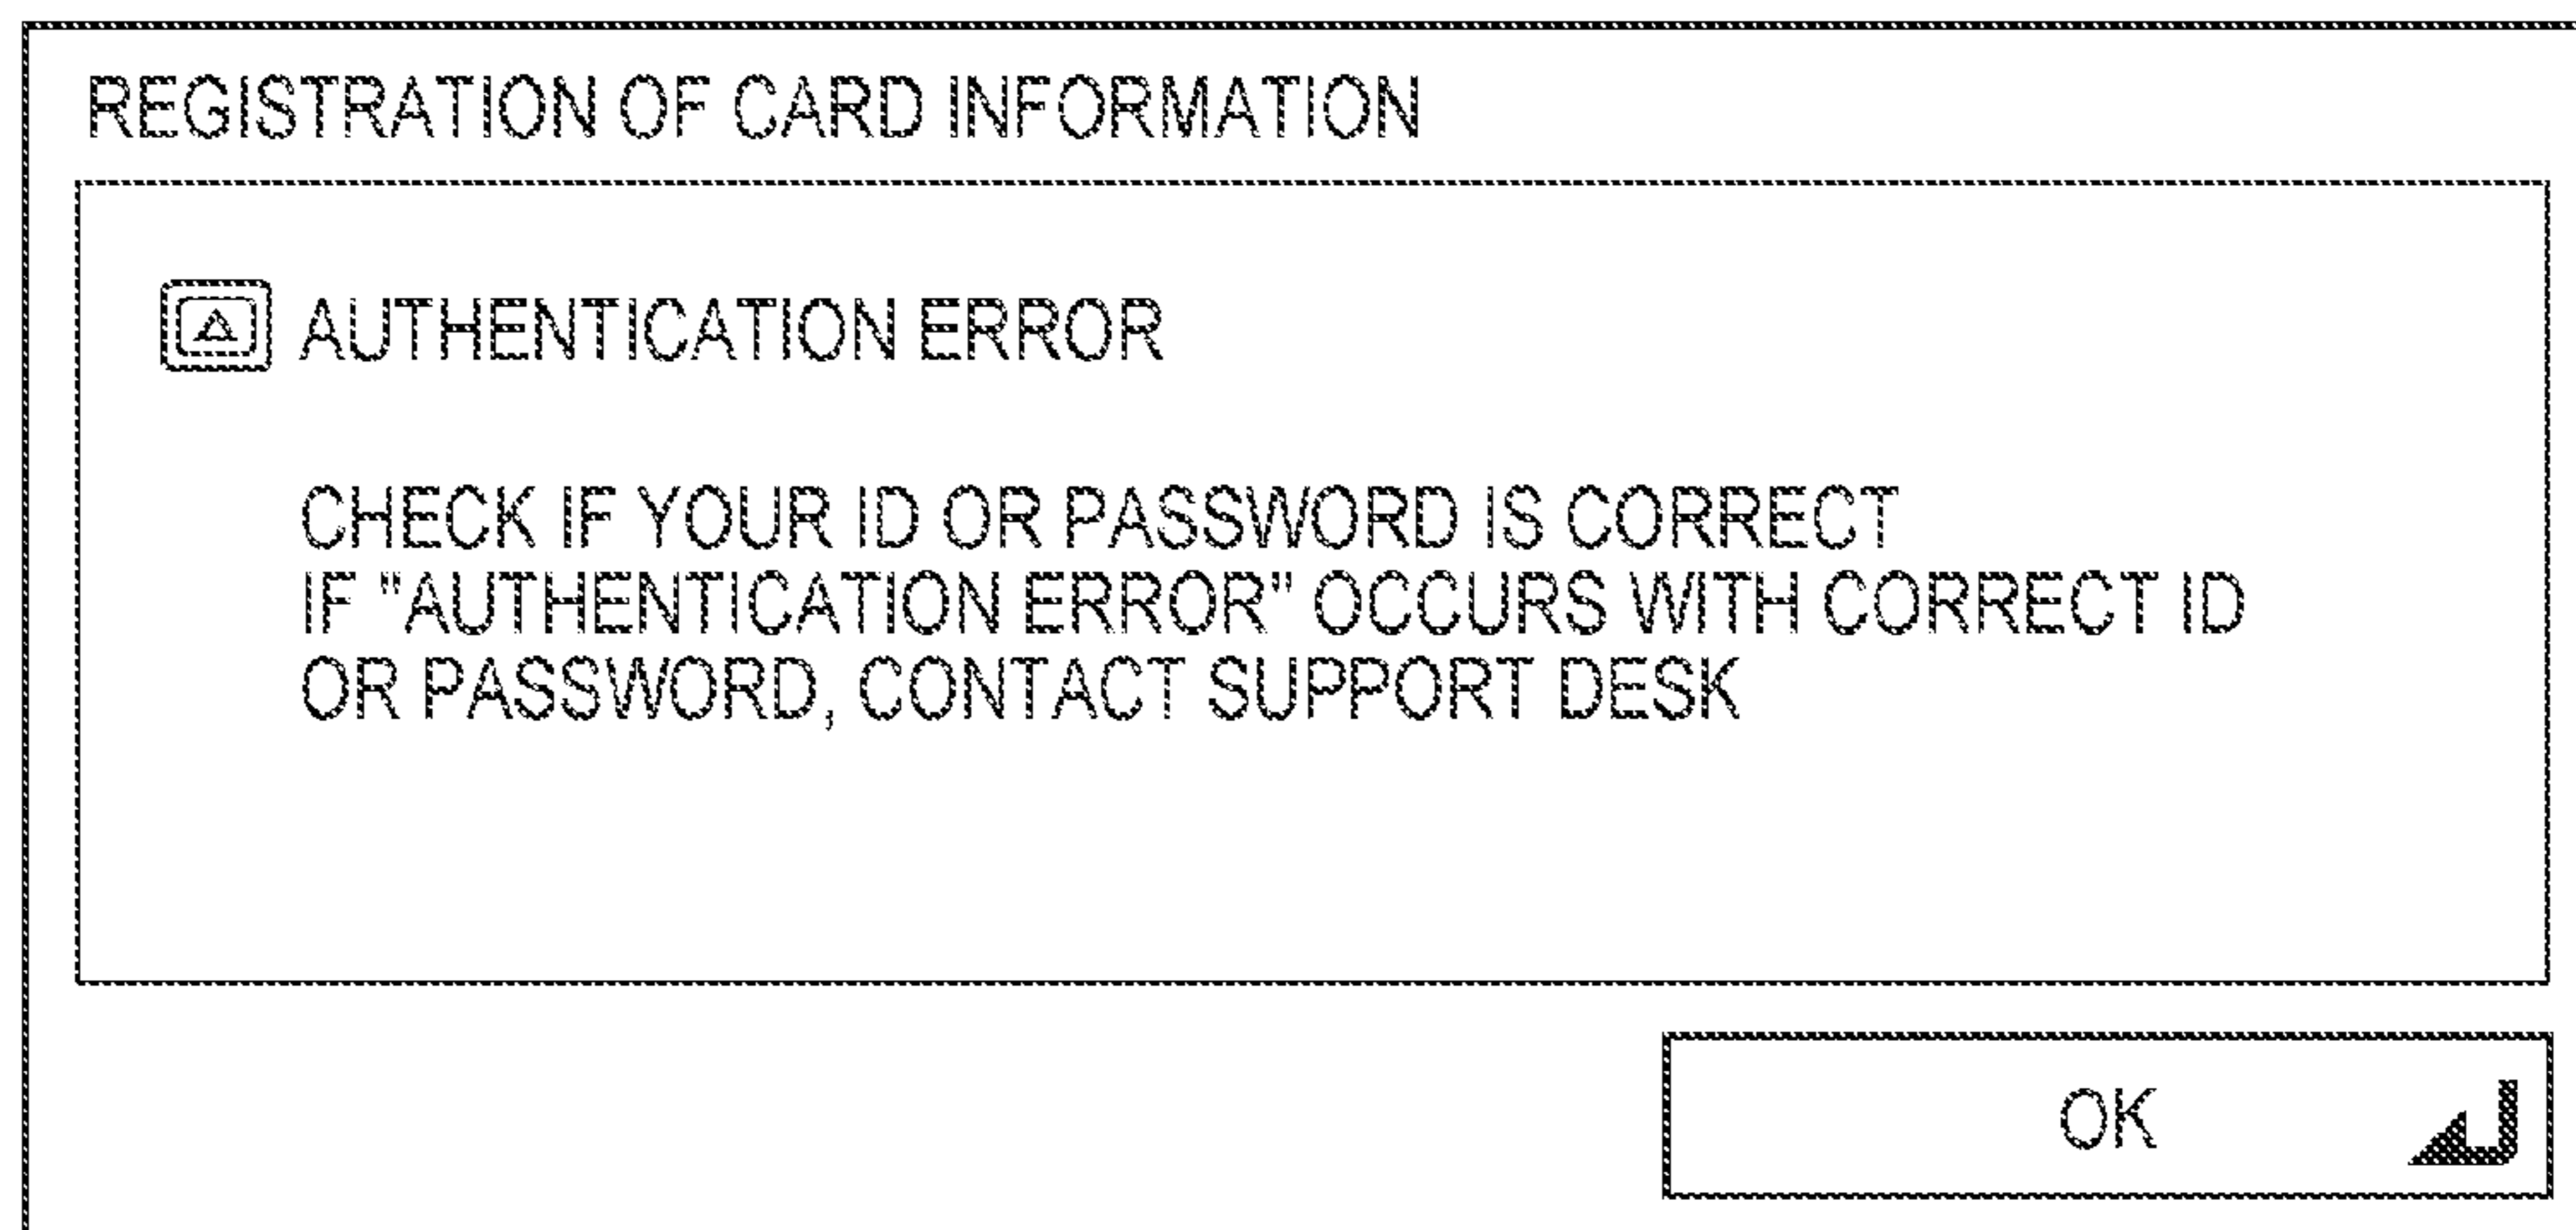 REGISTRATION OF CARD INFORMATION
AUTHENTICATION ERROR
CHECK IF YOUR ID OR PASSWORD IS CORRECT
IF "AUTHENTICATION ERROR" OCCURS WITH CORRECT ID
OR PASSWORD, CONTACT SUPPORT DESK
OK